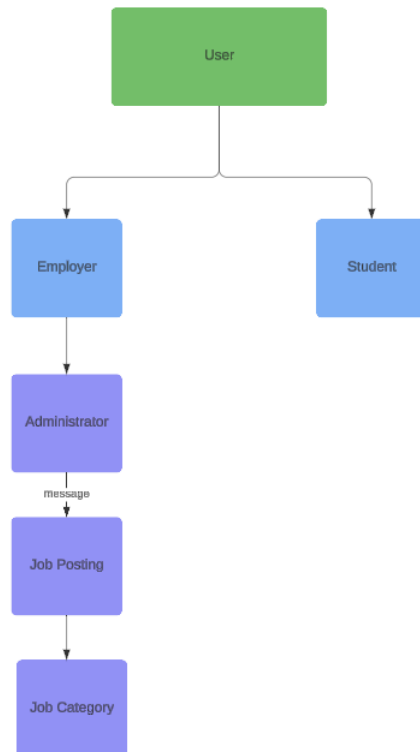 User
Employer
Student
Administrator
message
Job Posting
Job Category